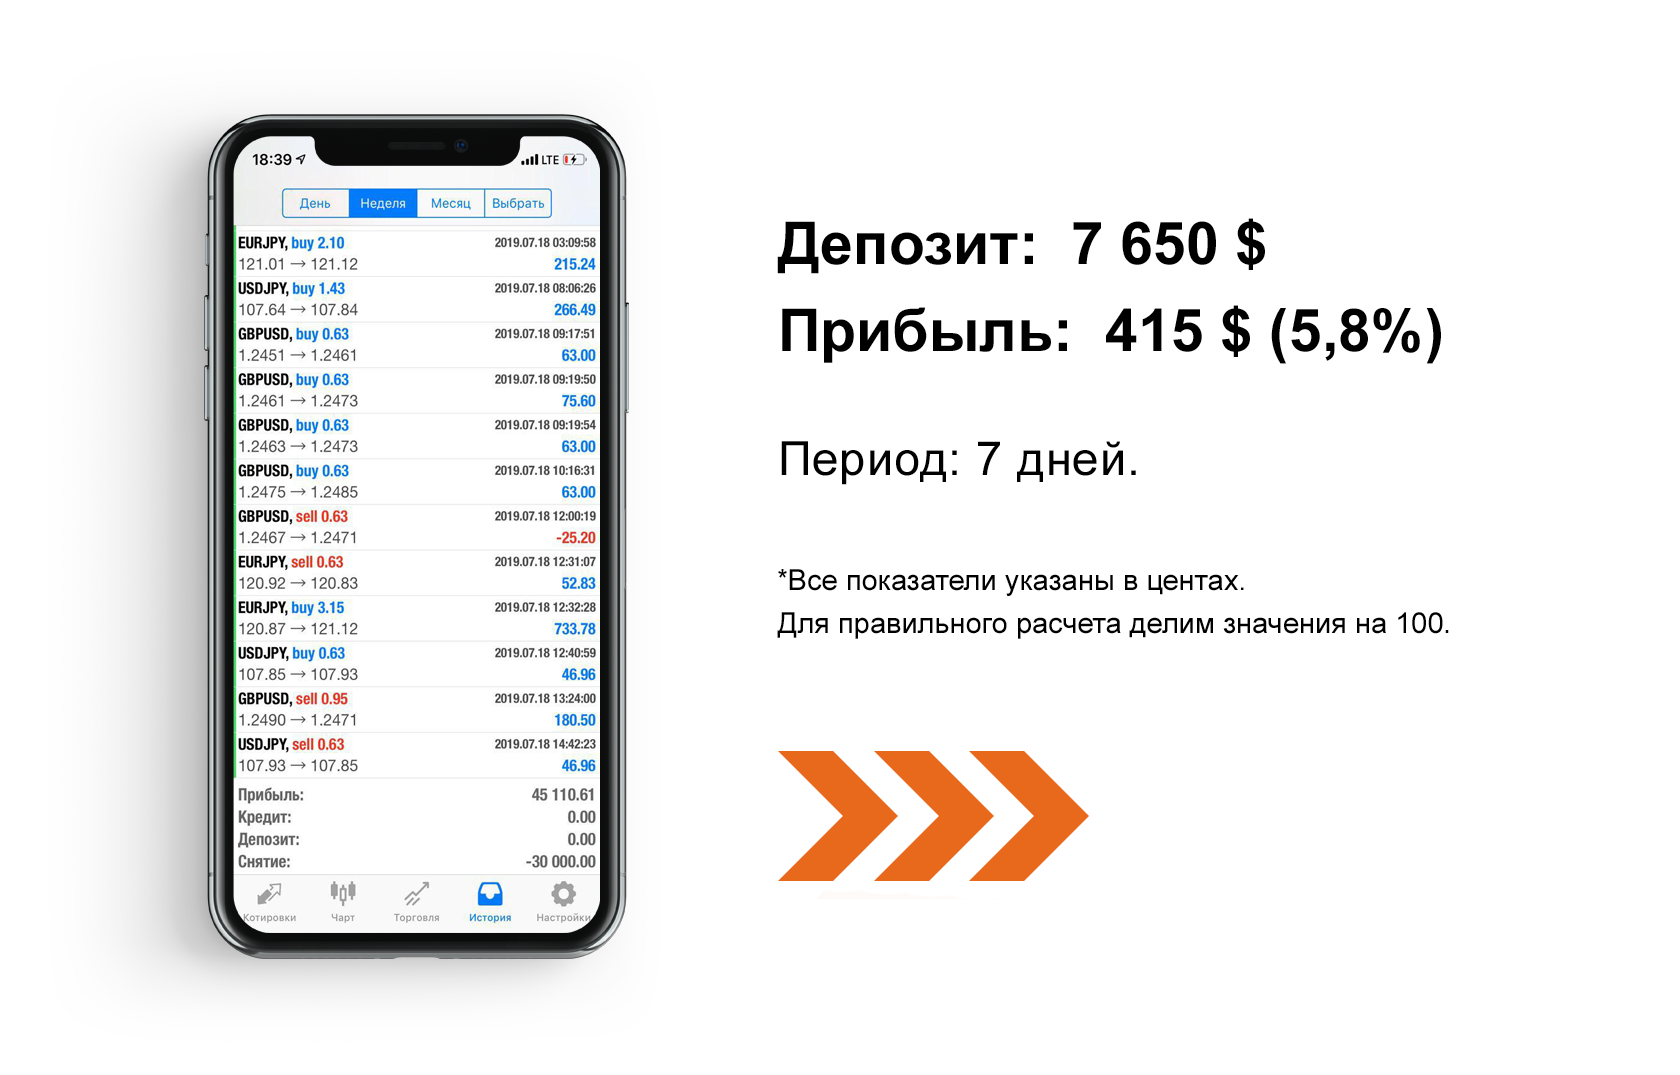 18:39
LTE
День Неделя Месяц Выбрать
EURJPY, buy 2.10 2019.07.18 03:09:58
121.01 → 121.12 215.24
USDJPY, buy 1.43 2019.07.18 08:06:26
107.64 → 107.84 266.49
GBPUSD, buy 0.63 2019.07.18 09:17:51
1.2451 → 1.2461 63.00
GBPUSD, buy 0.63 2019.07.18 09:19:50
1.2461 → 1.2473 75.60
GBPUSD, buy 0.63 2019.07.18 09:19:54
1.2463 → 1.2473 63.00
GBPUSD, buy 0.63 2019.07.18 10:16:31
1.2475 → 1.2485 63.00
GBPUSD, sell 0.63 2019.07.18 12:00:19
1.2467 → 1.2471 -25.20
EURJPY, sell 0.63 2019.07.18 12:31:07
120.92 → 120.83 52.83
EURJPY, buy 3.15 2019.07.18 12:32:28
120.87 → 121.12 733.78
USDJPY, buy 0.63 2019.07.18 12:40:59
107.85 → 107.93 46.96
GBPUSD, sell 0.95 2019.07.18 13:24:00
1.2490 → 1.2471 180.50
USDJPY, sell 0.63 2019.07.18 14:42:23
107.93 → 107.85 46.96
Прибыль: 45 110.61
Кредит: 0.00
Депозит: 0.00
Снятие: -30 000.00
Котировки Чарт Торговля История Настройки
Депозит: 7 650 $
Прибыль: 415 $ (5,8%)
Период: 7 дней.
*Все показатели указаны в центах.
Для правильного расчета делим значения на 100.